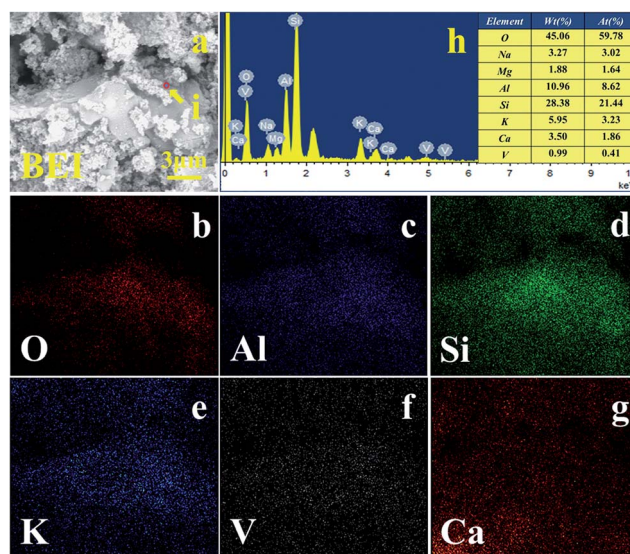 a
i
BEI
3μm
h
Si
O
V
Al
K
Ca
Na
Mg
K
Ca
K
Ca
V
V
1 2 3 4 5 6 7 8 9
keV
Element Wt(%) At(%)
O 45.06 59.78
Na 3.27 3.02
Mg 1.88 1.64
Al 10.96 8.62
Si 28.38 21.44
K 5.95 3.23
Ca 3.50 1.86
V 0.99 0.41
b
O
c
Al
d
Si
e
K
f
V
g
Ca